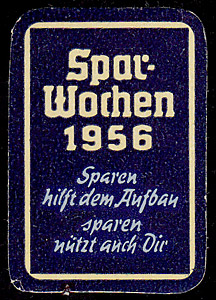 Spar-
Wochen
1956
Sparen
hilft dem Aufbau
sparen
nützt auch Dir